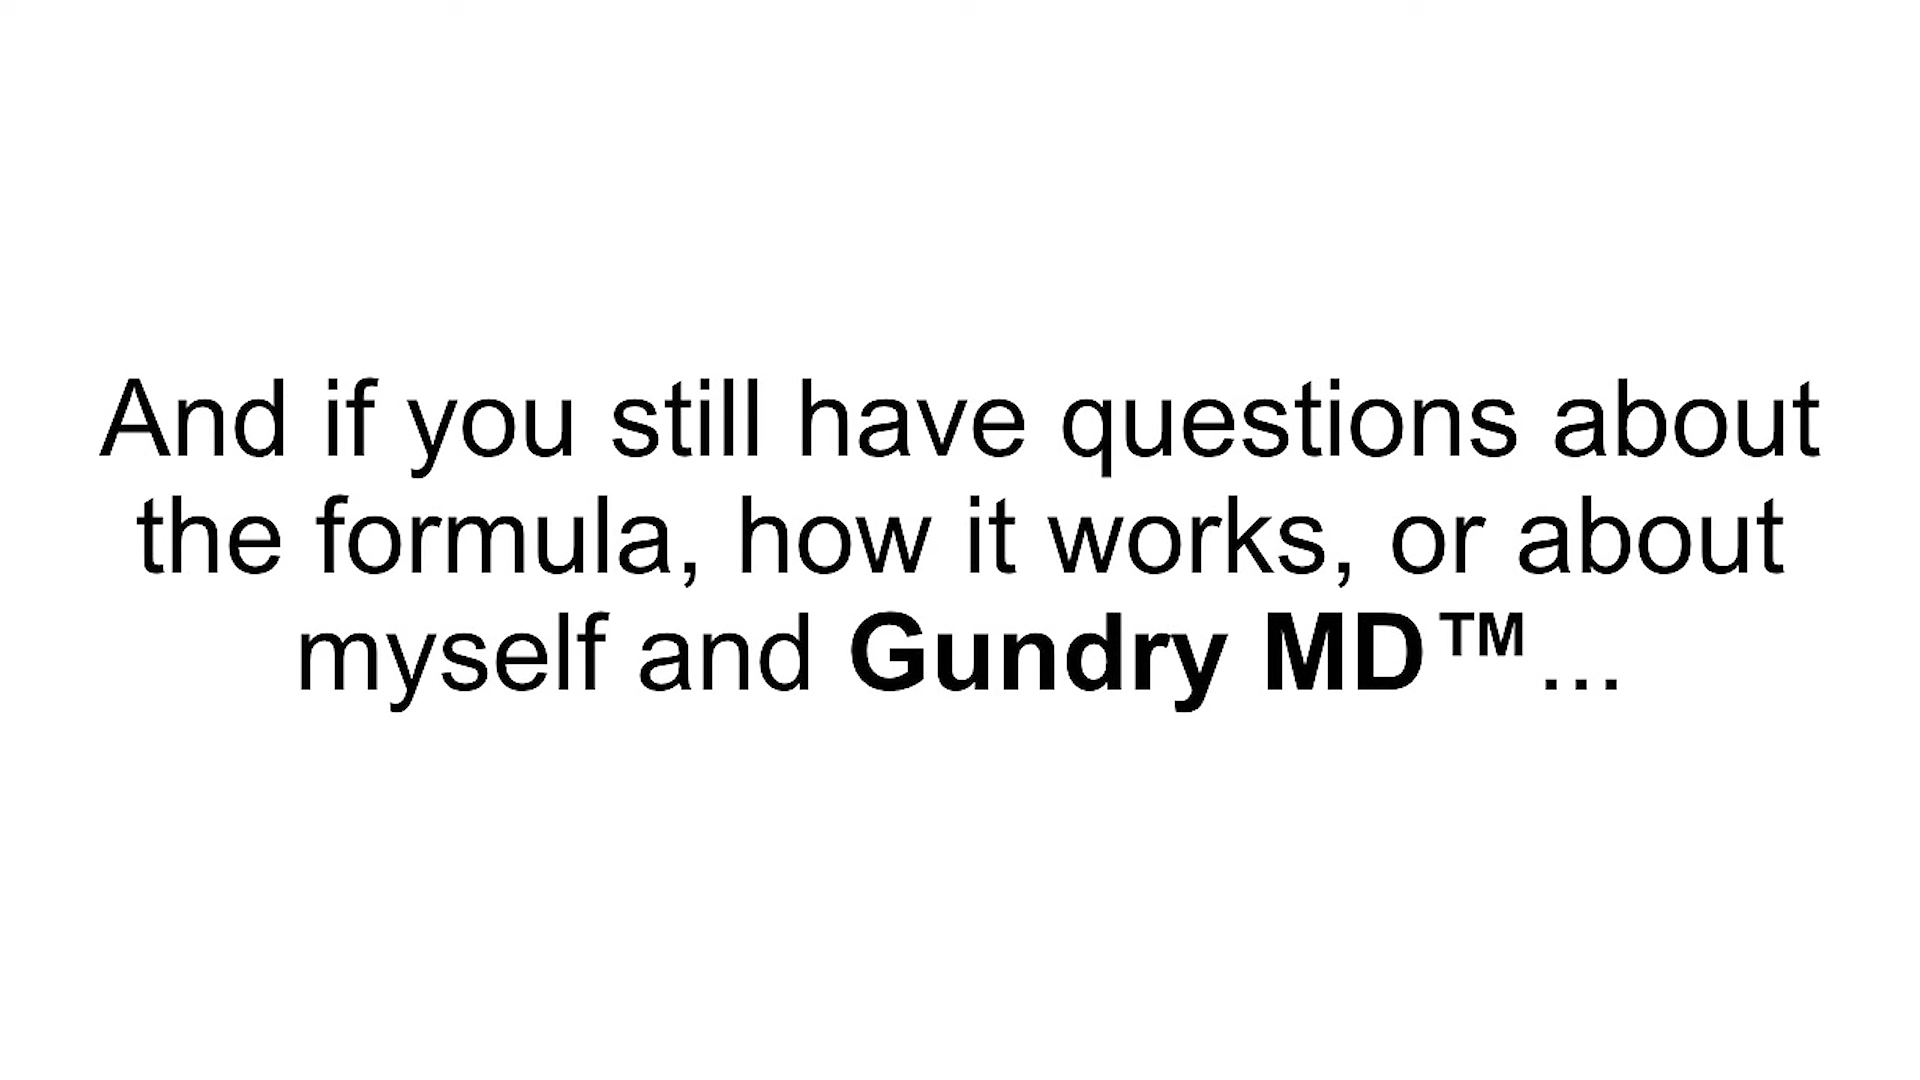 And if you still have questions about
the formula, how it works, or about
myself and Gundry MD™...